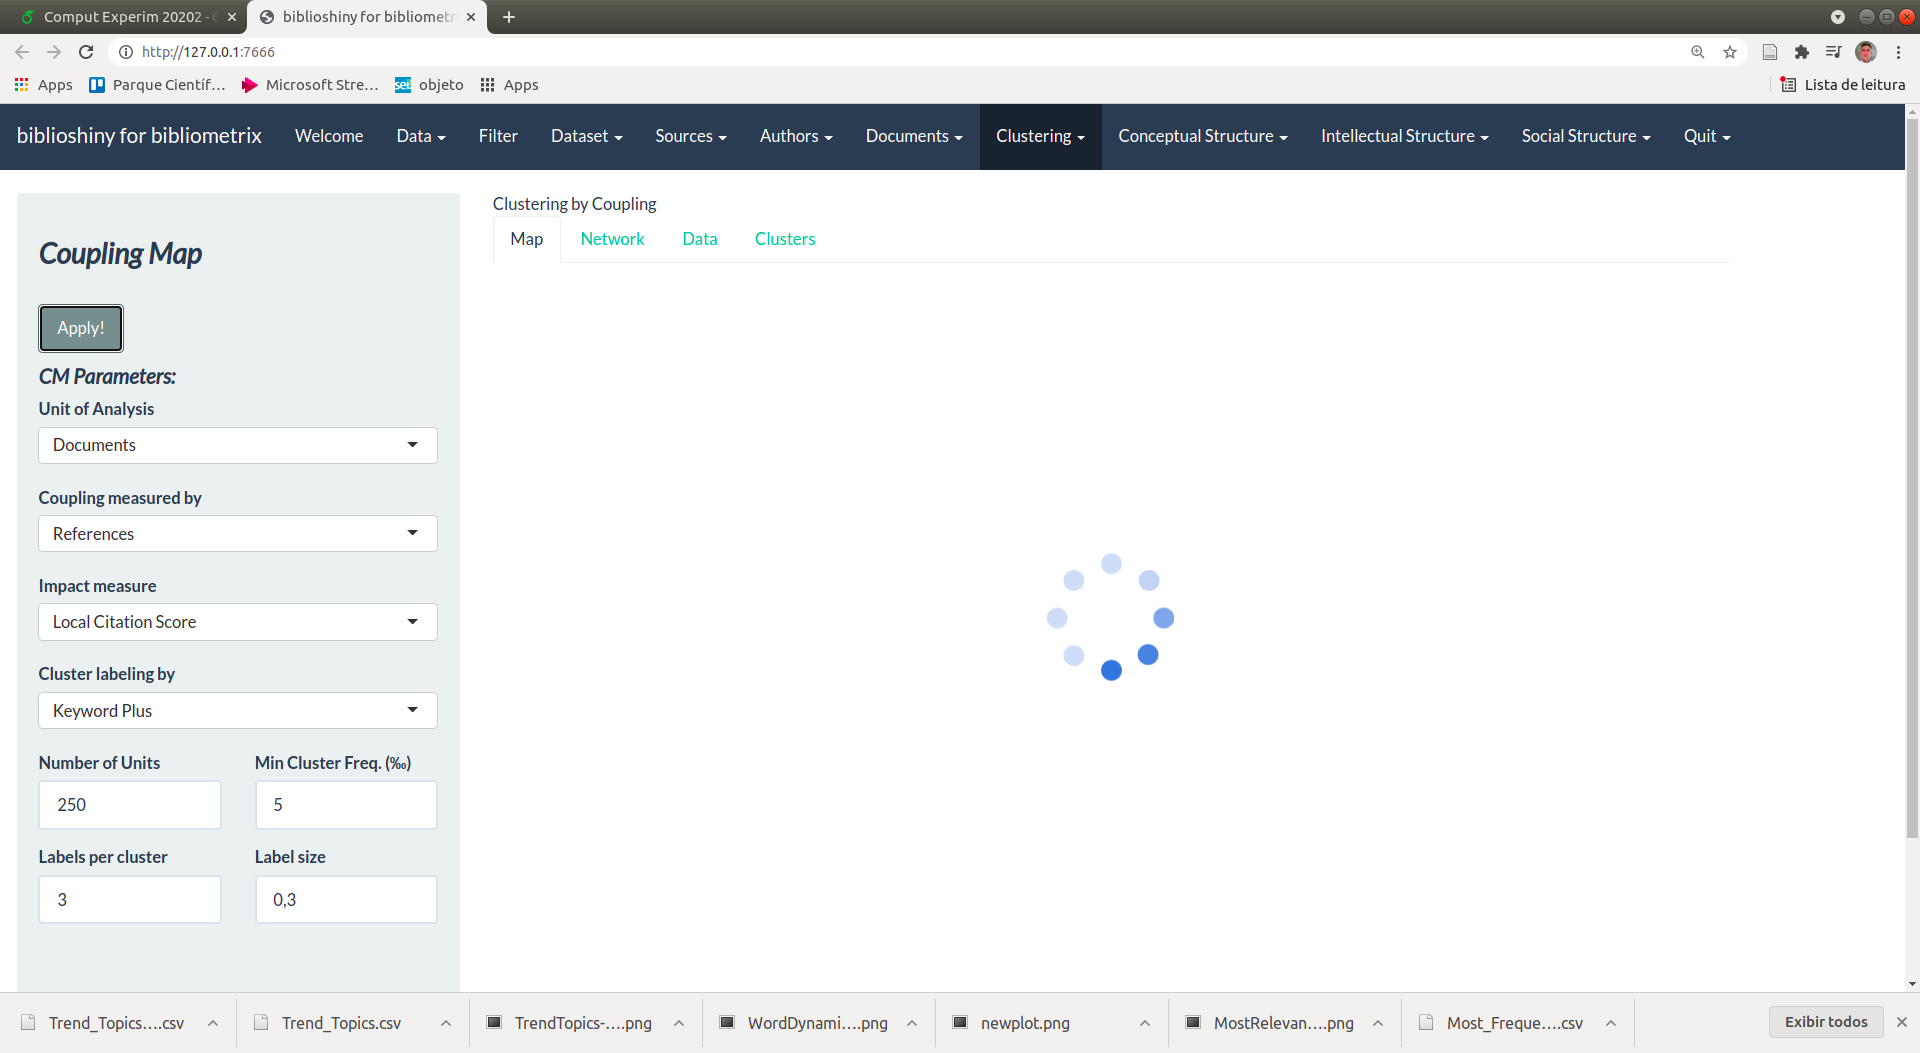 Comput Experim 20202 -
biblioshiny for bibliometr
http://127.0.0.1:7666
Apps
Parque Científ...
Microsoft Stre...
sei
objeto
Apps
Lista de leitura
biblioshiny for bibliometrix
Welcome
Data
Filter
Dataset
Sources
Authors
Documents
Clustering
Conceptual Structure
Intellectual Structure
Social Structure
Quit
Coupling Map
Apply!
CM Parameters:
Unit of Analysis
Documents
Coupling measured by
References
Impact measure
Local Citation Score
Cluster labeling by
Keyword Plus
Number of Units
Min Cluster Freq. (‰)
250
5
Labels per cluster
Label size
3
0,3
Clustering by Coupling
Map
Network
Data
Clusters
Trend_Topics....csv
Trend_Topics.csv
TrendTopics-....png
WordDynami....png
newplot.png
MostRelevan....png
Most_Freque....csv
Exibir todos